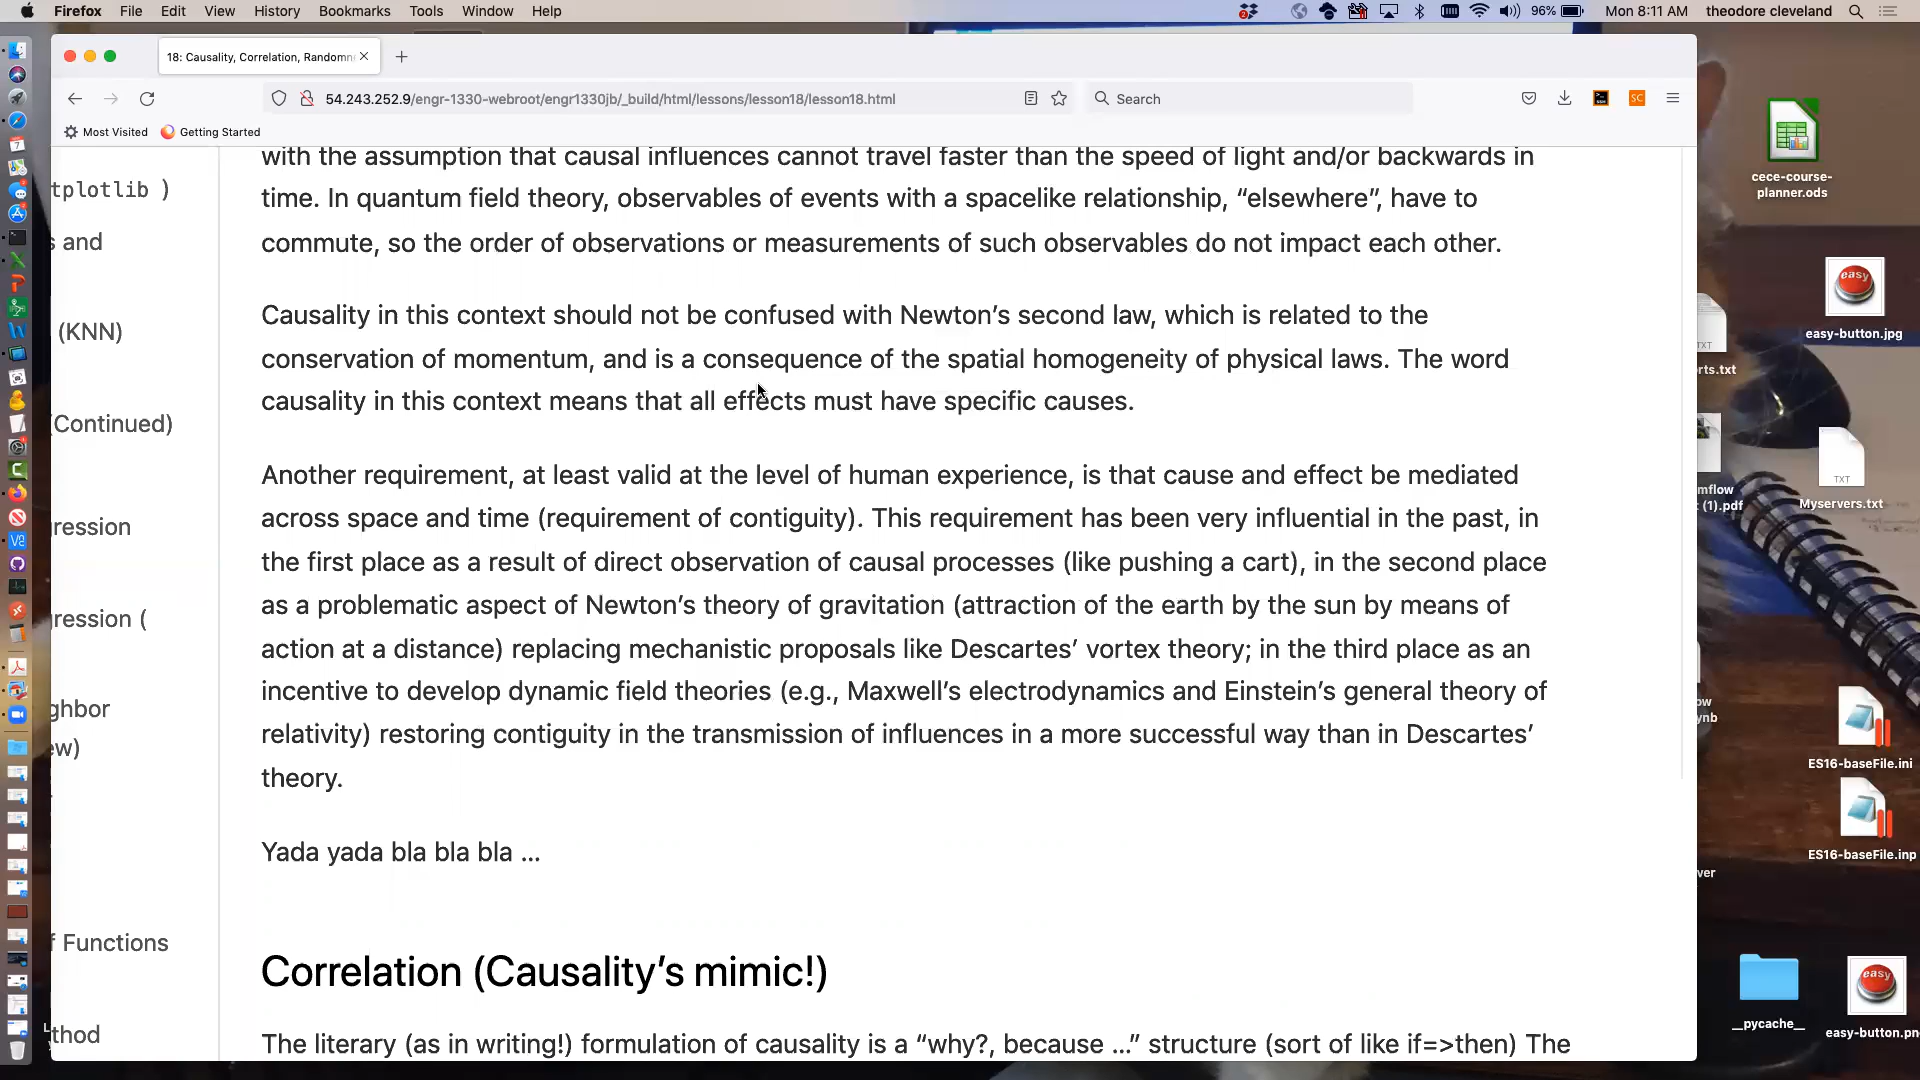 Firefox File Edit View History Bookmarks Tools Window Help
96% Mon 8:11 AM theodore cleveland
18: Causality, Correlation, Randomn
54.243.252.9/engr-1330-webroot/engr1330jb/_build/html/lessons/lesson18/lesson18.html
Search
Most Visited Getting Started
tplotlib )
s and
(KNN)
(Continued)
gression
gression (
ghbor
ew)
f Functions
thod
with the assumption that causal influences cannot travel faster than the speed of light and/or backwards in
time. In quantum field theory, observables of events with a spacelike relationship, “elsewhere”, have to
commute, so the order of observations or measurements of such observables do not impact each other.
Causality in this context should not be confused with Newton’s second law, which is related to the
conservation of momentum, and is a consequence of the spatial homogeneity of physical laws. The word
causality in this context means that all effects must have specific causes.
Another requirement, at least valid at the level of human experience, is that cause and effect be mediated
across space and time (requirement of contiguity). This requirement has been very influential in the past, in
the first place as a result of direct observation of causal processes (like pushing a cart), in the second place
as a problematic aspect of Newton’s theory of gravitation (attraction of the earth by the sun by means of
action at a distance) replacing mechanistic proposals like Descartes’ vortex theory; in the third place as an
incentive to develop dynamic field theories (e.g., Maxwell’s electrodynamics and Einstein’s general theory of
relativity) restoring contiguity in the transmission of influences in a more successful way than in Descartes’
theory.
Yada yada bla bla bla ...
Correlation (Causality’s mimic!)
The literary (as in writing!) formulation of causality is a “why?, because ...” structure (sort of like if=>then) The
cece-course-
planner.ods
easy
easy-button.jpg
TXT
rts.txt
TXT
Myservers.txt
mflow
t (1).pdf
ow
ynb
ES16-baseFile.ini
ES16-baseFile.inp
ver
__pycache__
easy
easy-button.pn